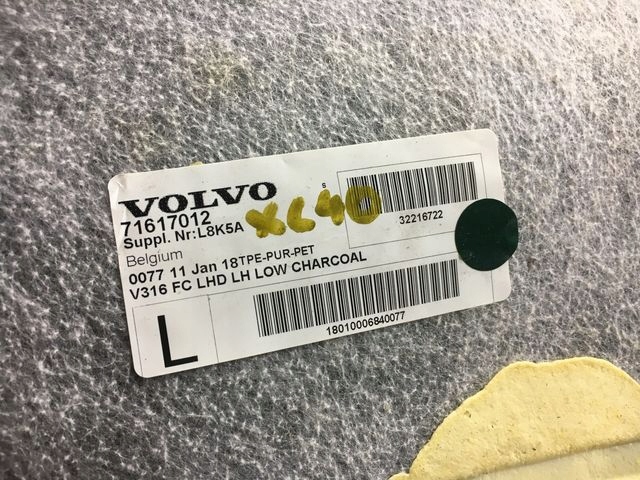 VOLVO
71617012
Suppl. Nr:L8K5A
XC40
S
32216722
Belgium
0077 11 Jan 18TPE-PUR-PET
V316 FC LHD LH LOW CHARCOAL
L
18010006840077